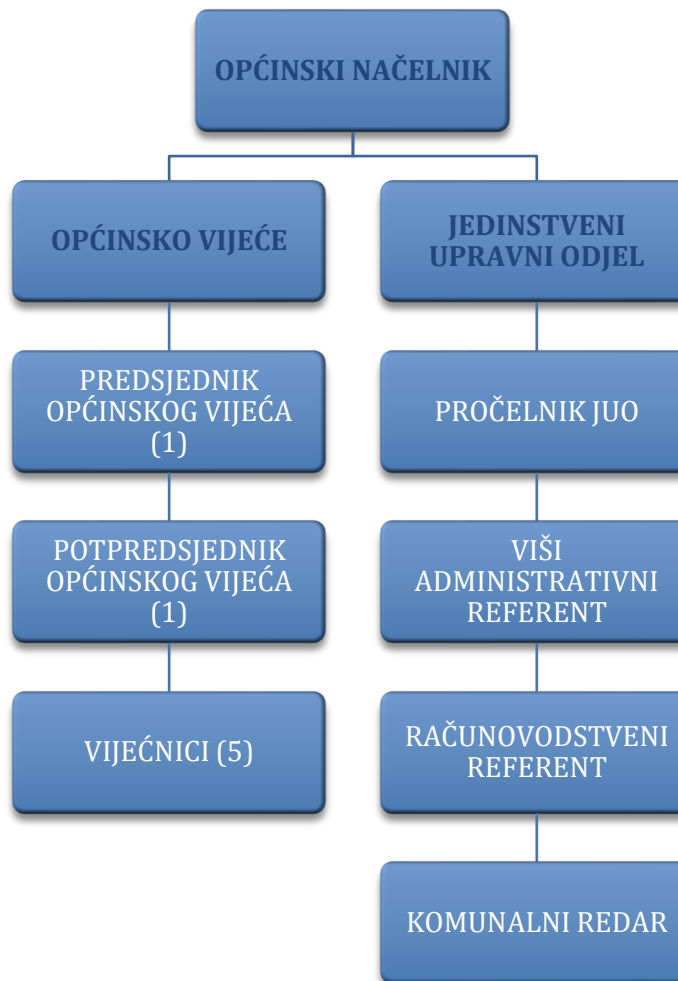 OPĆINSKI NAČELNIK
OPĆINSKO VIJEĆE
PREDSJEDNIK
OPĆINSKOG VIJEĆA
(1)
POTPREDSJEDNIK
OPĆINSKOG VIJEĆA
(1)
VIJEĆNICI (5)
JEDINSTVENI
UPRAVNI ODJEL
PROČELNIK JUO
VIŠI
ADMINISTRATIVNI
REFERENT
RAČUNOVODSTVENI
REFERENT
KOMUNALNI REDAR